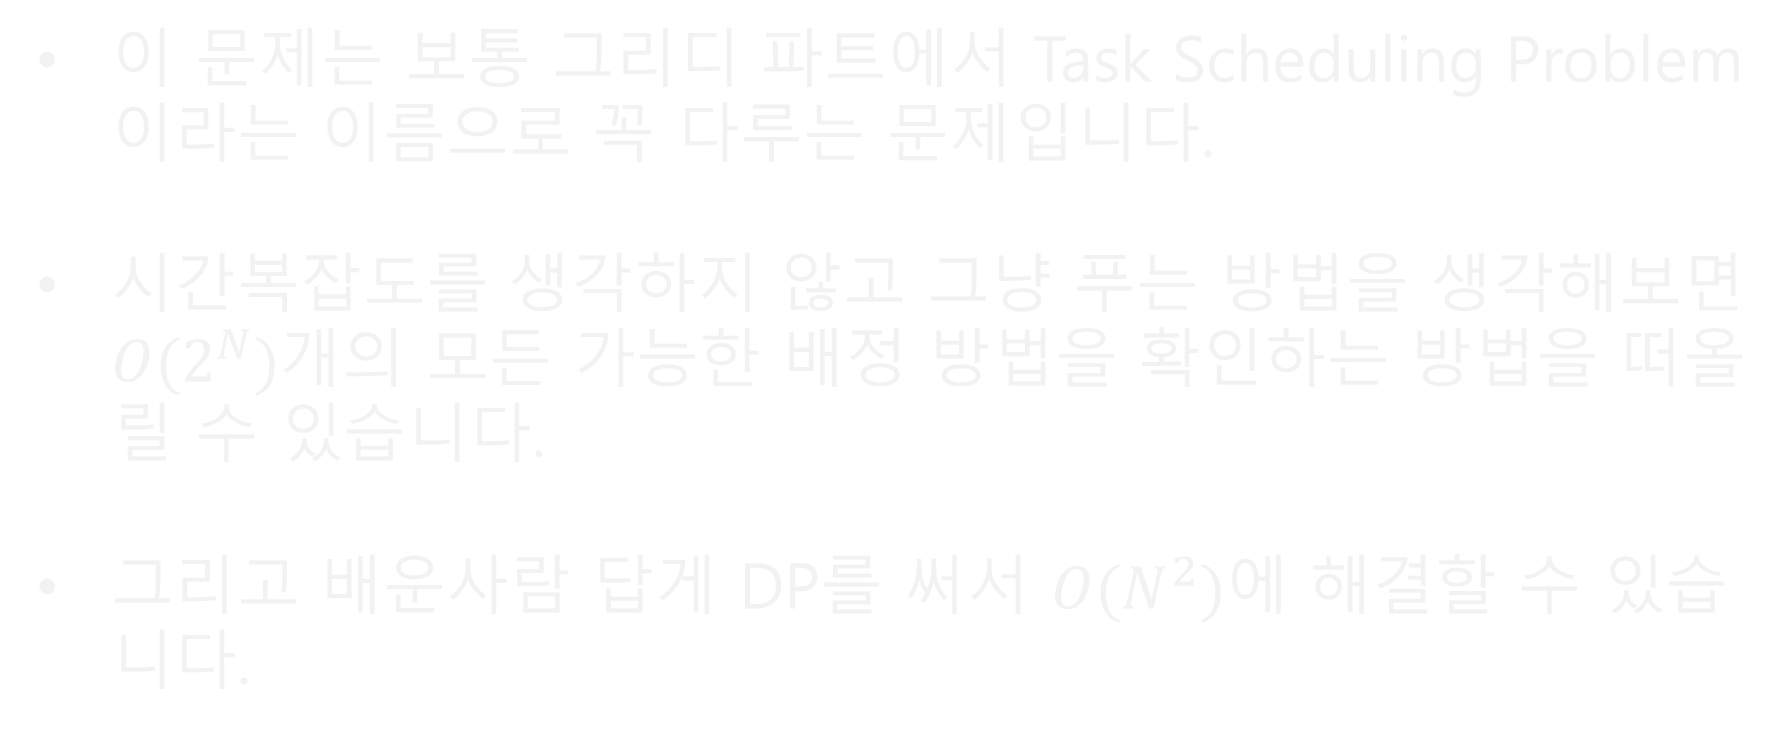 • 이 문제는 보통 그리디 파트에서 Task Scheduling Problem
이라는 이름으로 꼭 다루는 문제입니다.
• 시간복잡도를 생각하지 않고 그냥 푸는 방법을 생각해보면
𝑂(2ᴺ)개의 모든 가능한 배정 방법을 확인하는 방법을 떠올
릴 수 있습니다.
• 그리고 배운사람 답게 DP를 써서 𝑂(𝑁²)에 해결할 수 있습
니다.